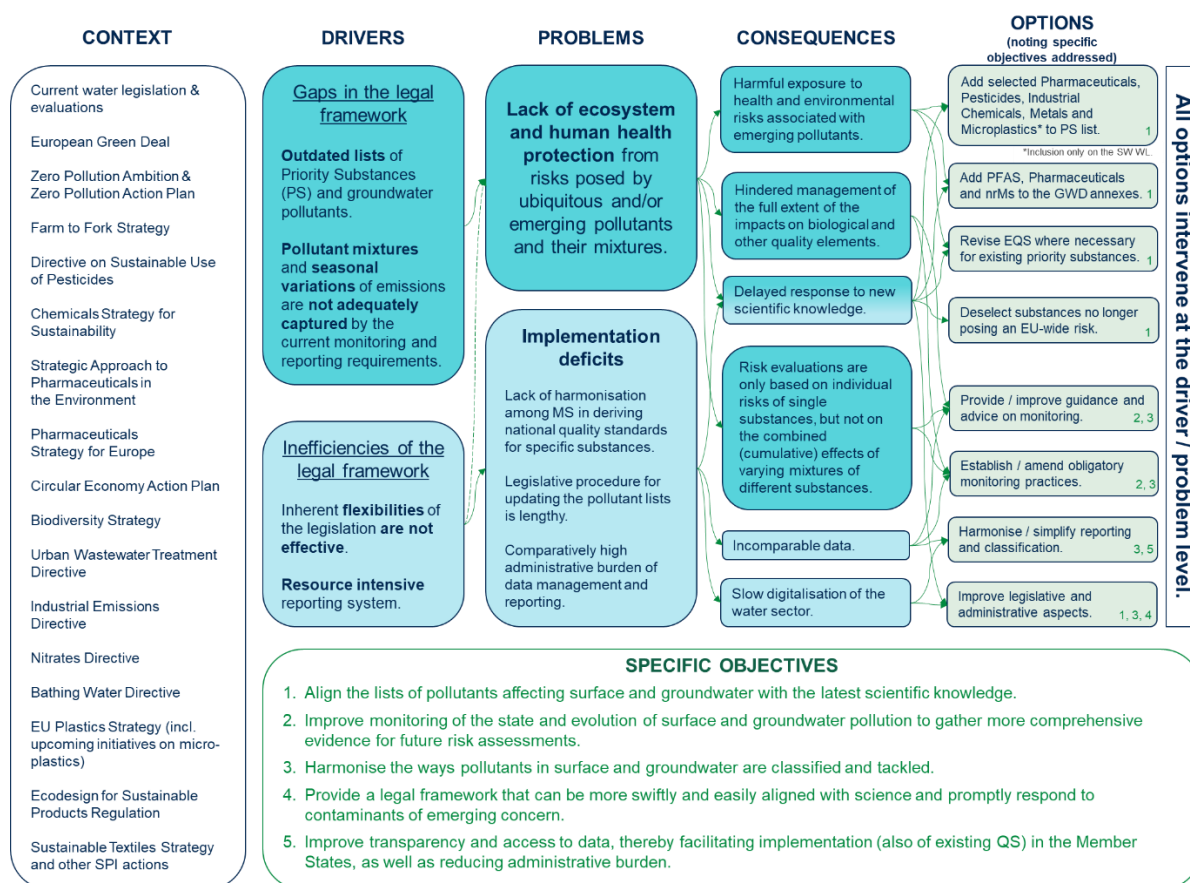 CONTEXT
Current water legislation &
evaluations
European Green Deal
Zero Pollution Ambition &
Zero Pollution Action Plan
Farm to Fork Strategy
Directive on Sustainable Use
of Pesticides
Chemicals Strategy for
Sustainability
Strategic Approach to
Pharmaceuticals in
the Environment
Pharmaceuticals
Strategy for Europe
Circular Economy Action Plan
Biodiversity Strategy
Urban Wastewater Treatment
Directive
Industrial Emissions
Directive
Nitrates Directive
Bathing Water Directive
EU Plastics Strategy (incl.
upcoming initiatives on micro-
plastics)
Ecodesign for Sustainable
Products Regulation
Sustainable Textiles Strategy
and other SPI actions
DRIVERS
Gaps in the legal
framework
Outdated lists of
Priority Substances
(PS) and groundwater
pollutants.
Pollutant mixtures
and seasonal
variations of emissions
are not adequately
captured by the
current monitoring and
reporting requirements.
Inefficiencies of the
legal framework
Inherent flexibilities of
the legislation are not
effective.
Resource intensive
reporting system.
PROBLEMS
Lack of ecosystem
and human health
protection from
risks posed by
ubiquitous and/or
emerging pollutants
and their mixtures.
Implementation
deficits
Lack of harmonisation
among MS in deriving
national quality standards
for specific substances.
Legislative procedure for
updating the pollutant lists
is lengthy.
Comparatively high
administrative burden of
data management and
reporting.
CONSEQUENCES
Harmful exposure to
health and environmental
risks associated with
emerging pollutants.
Hindered management of
the full extent of the
impacts on biological and
other quality elements.
Delayed response to new
scientific knowledge.
Risk evaluations are
only based on individual
risks of single
substances, but not on
the combined
(cumulative) effects of
varying mixtures of
different substances.
Incomparable data.
Slow digitalisation of the
water sector.
OPTIONS
(noting specific
objectives addressed)
Add selected Pharmaceuticals,
Pesticides, Industrial
Chemicals, Metals and
Microplastics* to PS list. 1
*Inclusion only on the SW WL.
Add PFAS, Pharmaceuticals
and nrMs to the GWD annexes. 1
Revise EQS where necessary
for existing priority substances. 1
Deselect substances no longer
posing an EU-wide risk. 1
Provide / improve guidance and
advice on monitoring. 2, 3
Establish / amend obligatory
monitoring practices. 2, 3
Harmonise / simplify reporting
and classification. 3, 5
Improve legislative and
administrative aspects. 1, 3, 4
All options intervene at the driver / problem level.
SPECIFIC OBJECTIVES
1. Align the lists of pollutants affecting surface and groundwater with the latest scientific knowledge.
2. Improve monitoring of the state and evolution of surface and groundwater pollution to gather more comprehensive
evidence for future risk assessments.
3. Harmonise the ways pollutants in surface and groundwater are classified and tackled.
4. Provide a legal framework that can be more swiftly and easily aligned with science and promptly respond to
contaminants of emerging concern.
5. Improve transparency and access to data, thereby facilitating implementation (also of existing QS) in the Member
States, as well as reducing administrative burden.